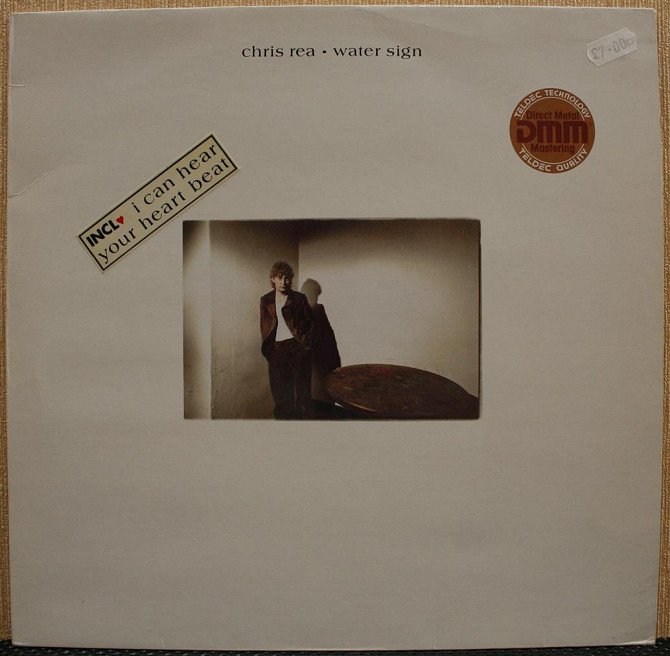 chris rea • water sign
£7.00
TELDEC TECHNOLOGY
Direct Metal
DMM
Mastering
TELDEC QUALITY
INCL♥ i can hear
your heart beat